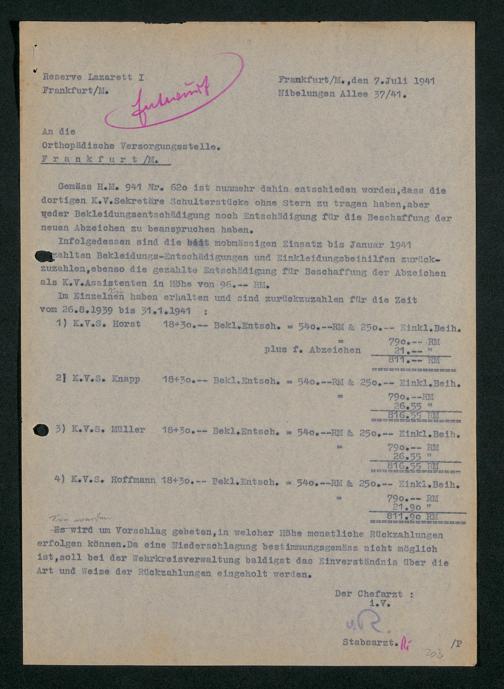 Reserve Lazarett I
Frankfurt/M.
Entwurf
Frankfurt/M.,den 7.Juli 1941
Nibelungen Allee 37/41.
An die
Orthopädische Versorgungsstelle.
Frankfurt/M.
Gemäss H.M. 941 Nr. 62o ist nunmehr dahin entschieden worden,dass die
dortigen K.V.Sekretäre Schulterstücke ohne Stern zu tragen haben,aber
weder Bekleidungsentschädigung noch Entschädigung für die Beschaffung der
neuen Abzeichen zu beanspruchen haben.
Infolgedessen sind die mobmässigen Einsatz bis Januar 1941
gezahlten Bekleidungs-Entschädigungen und Einkleidungsbeihilfen zurück-
zuzahlen,ebenso die gezahlte Entschädigung für Beschaffung der Abzeichen
als K.V.Assistenten in Höhe von 96.-- RM.
Im Einzelnen haben erhalten und sind zurückzuzahlen für die Zeit
vom 26.8.1939 bis 31.1.1941 :
1) K.V.S. Horst 18+3o.-- Bekl.Entsch. = 54o.--RM & 25o.-- Einkl.Beih.
= 79o.-- RM
plus f. Abzeichen 21.-- "
811.-- RM
2) K.V.S. Knapp 18+3o.-- Bekl.Entsch. = 54o.--RM & 25o.-- Einkl.Beih.
= 79o.--RM
26.55 "
816.55 RM
3) K.V.S. Müller 18+3o.-- Bekl.Entsch. = 54o.--RM & 25o.-- Einkl.Beih.
= 79o.-- RM
26.55 "
816.55 RM
4) K.V.S. Hoffmann 18+3o.-- Bekl.Entsch. = 54o.--RM & 25o.-- Einkl.Beih.
= 79o.-- RM
21.9o "
811.9o RM
Es wird um Vorschlag gebeten,in welcher Höhe monatliche Rückzahlungen
erfolgen können.Da eine Niederschlagung bestimmungsgemäss nicht möglich
ist,soll bei der Wehrkreisverwaltung baldigst das Einverständnis über die
Art und Weise der Rückzahlungen eingeholt werden.
Der Chefarzt :
i.V.
Stabsarzt.
/P